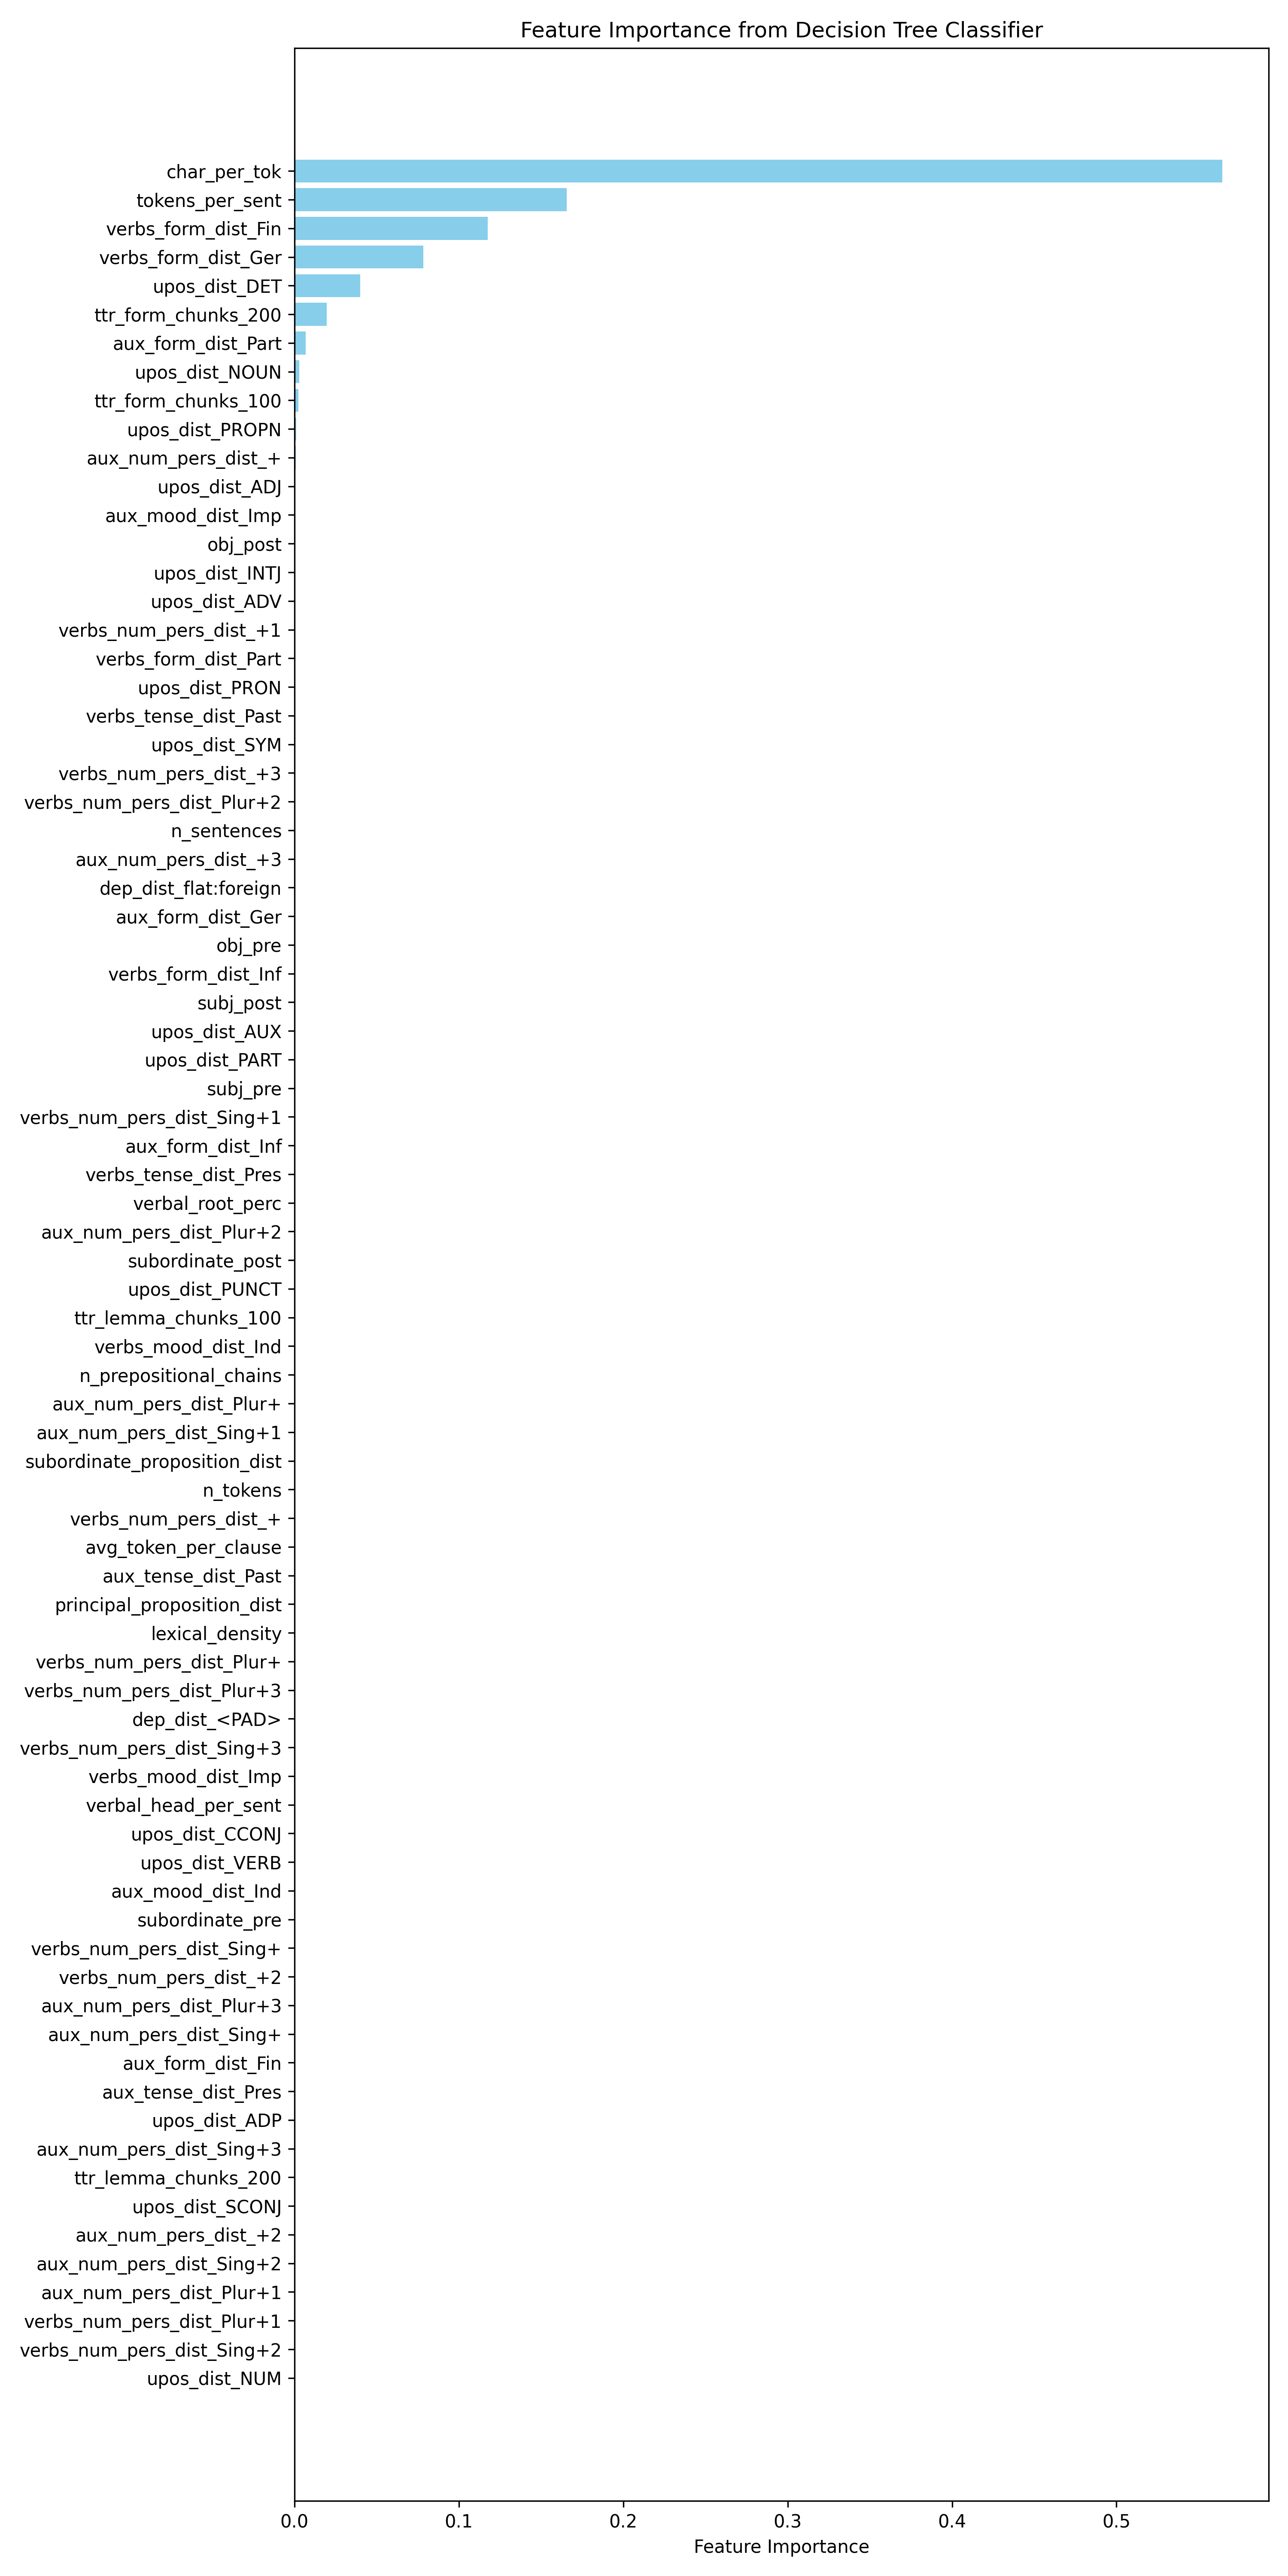 Feature Importance from Decision Tree Classifier
char_per_tok
tokens_per_sent
verbs_form_dist_Fin
verbs_form_dist_Ger
upos_dist_DET
ttr_form_chunks_200
aux_form_dist_Part
upos_dist_NOUN
ttr_form_chunks_100
upos_dist_PROPN
aux_num_pers_dist_+
upos_dist_ADJ
aux_mood_dist_Imp
obj_post
upos_dist_INTJ
upos_dist_ADV
verbs_num_pers_dist_+1
verbs_form_dist_Part
upos_dist_PRON
verbs_tense_dist_Past
upos_dist_SYM
verbs_num_pers_dist_+3
verbs_num_pers_dist_Plur+2
n_sentences
aux_num_pers_dist_+3
dep_dist_flat:foreign
aux_form_dist_Ger
obj_pre
verbs_form_dist_Inf
subj_post
upos_dist_AUX
upos_dist_PART
subj_pre
verbs_num_pers_dist_Sing+1
aux_form_dist_Inf
verbs_tense_dist_Pres
verbal_root_perc
aux_num_pers_dist_Plur+2
subordinate_post
upos_dist_PUNCT
ttr_lemma_chunks_100
verbs_mood_dist_Ind
n_prepositional_chains
aux_num_pers_dist_Plur+
aux_num_pers_dist_Sing+1
subordinate_proposition_dist
n_tokens
verbs_num_pers_dist_+
avg_token_per_clause
aux_tense_dist_Past
principal_proposition_dist
lexical_density
verbs_num_pers_dist_Plur+
verbs_num_pers_dist_Plur+3
dep_dist_<PAD>
verbs_num_pers_dist_Sing+3
verbs_mood_dist_Imp
verbal_head_per_sent
upos_dist_CCONJ
upos_dist_VERB
aux_mood_dist_Ind
subordinate_pre
verbs_num_pers_dist_Sing+
verbs_num_pers_dist_+2
aux_num_pers_dist_Plur+3
aux_num_pers_dist_Sing+
aux_form_dist_Fin
aux_tense_dist_Pres
upos_dist_ADP
aux_num_pers_dist_Sing+3
ttr_lemma_chunks_200
upos_dist_SCONJ
aux_num_pers_dist_+2
aux_num_pers_dist_Sing+2
aux_num_pers_dist_Plur+1
verbs_num_pers_dist_Plur+1
verbs_num_pers_dist_Sing+2
upos_dist_NUM
0.0 0.1 0.2 0.3 0.4 0.5
Feature Importance